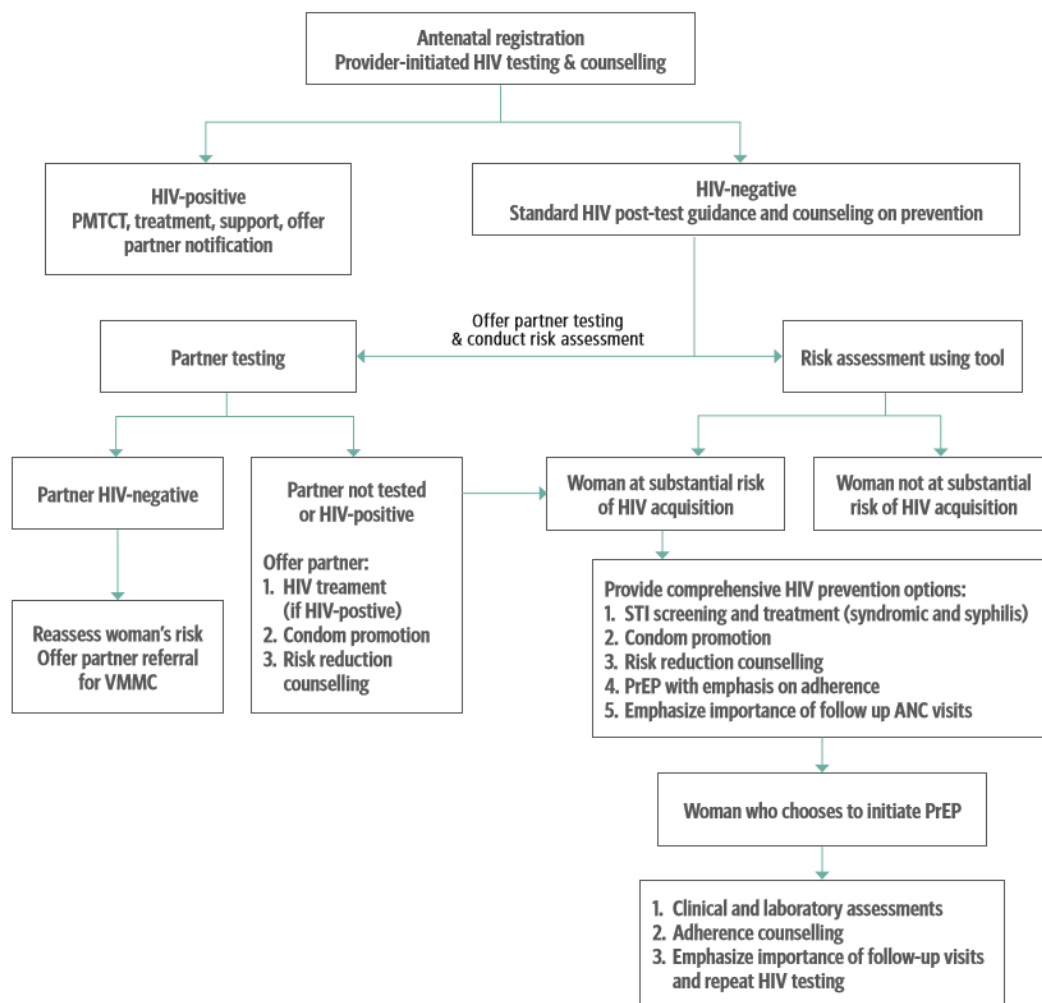 Antenatal registration
Provider-initiated HIV testing & counselling
HIV-positive
PMTCT, treatment, support, offer
partner notification
HIV-negative
Standard HIV post-test guidance and counseling on prevention
Offer partner testing
& conduct risk assessment
Partner testing
Risk assessment using tool
Partner HIV-negative
Partner not tested
or HIV-positive
Offer partner:
1. HIV treament
(if HIV-postive)
2. Condom promotion
3. Risk reduction
counselling
Woman at substantial risk
of HIV acquisition
Woman not at substantial
risk of HIV acquisition
Reassess woman's risk
Offer partner referral
for VMMC
Provide comprehensive HIV prevention options:
1. STI screening and treatment (syndromic and syphilis)
2. Condom promotion
3. Risk reduction counselling
4. PrEP with emphasis on adherence
5. Emphasize importance of follow up ANC visits
Woman who chooses to initiate PrEP
1. Clinical and laboratory assessments
2. Adherence counselling
3. Emphasize importance of follow-up visits
and repeat HIV testing